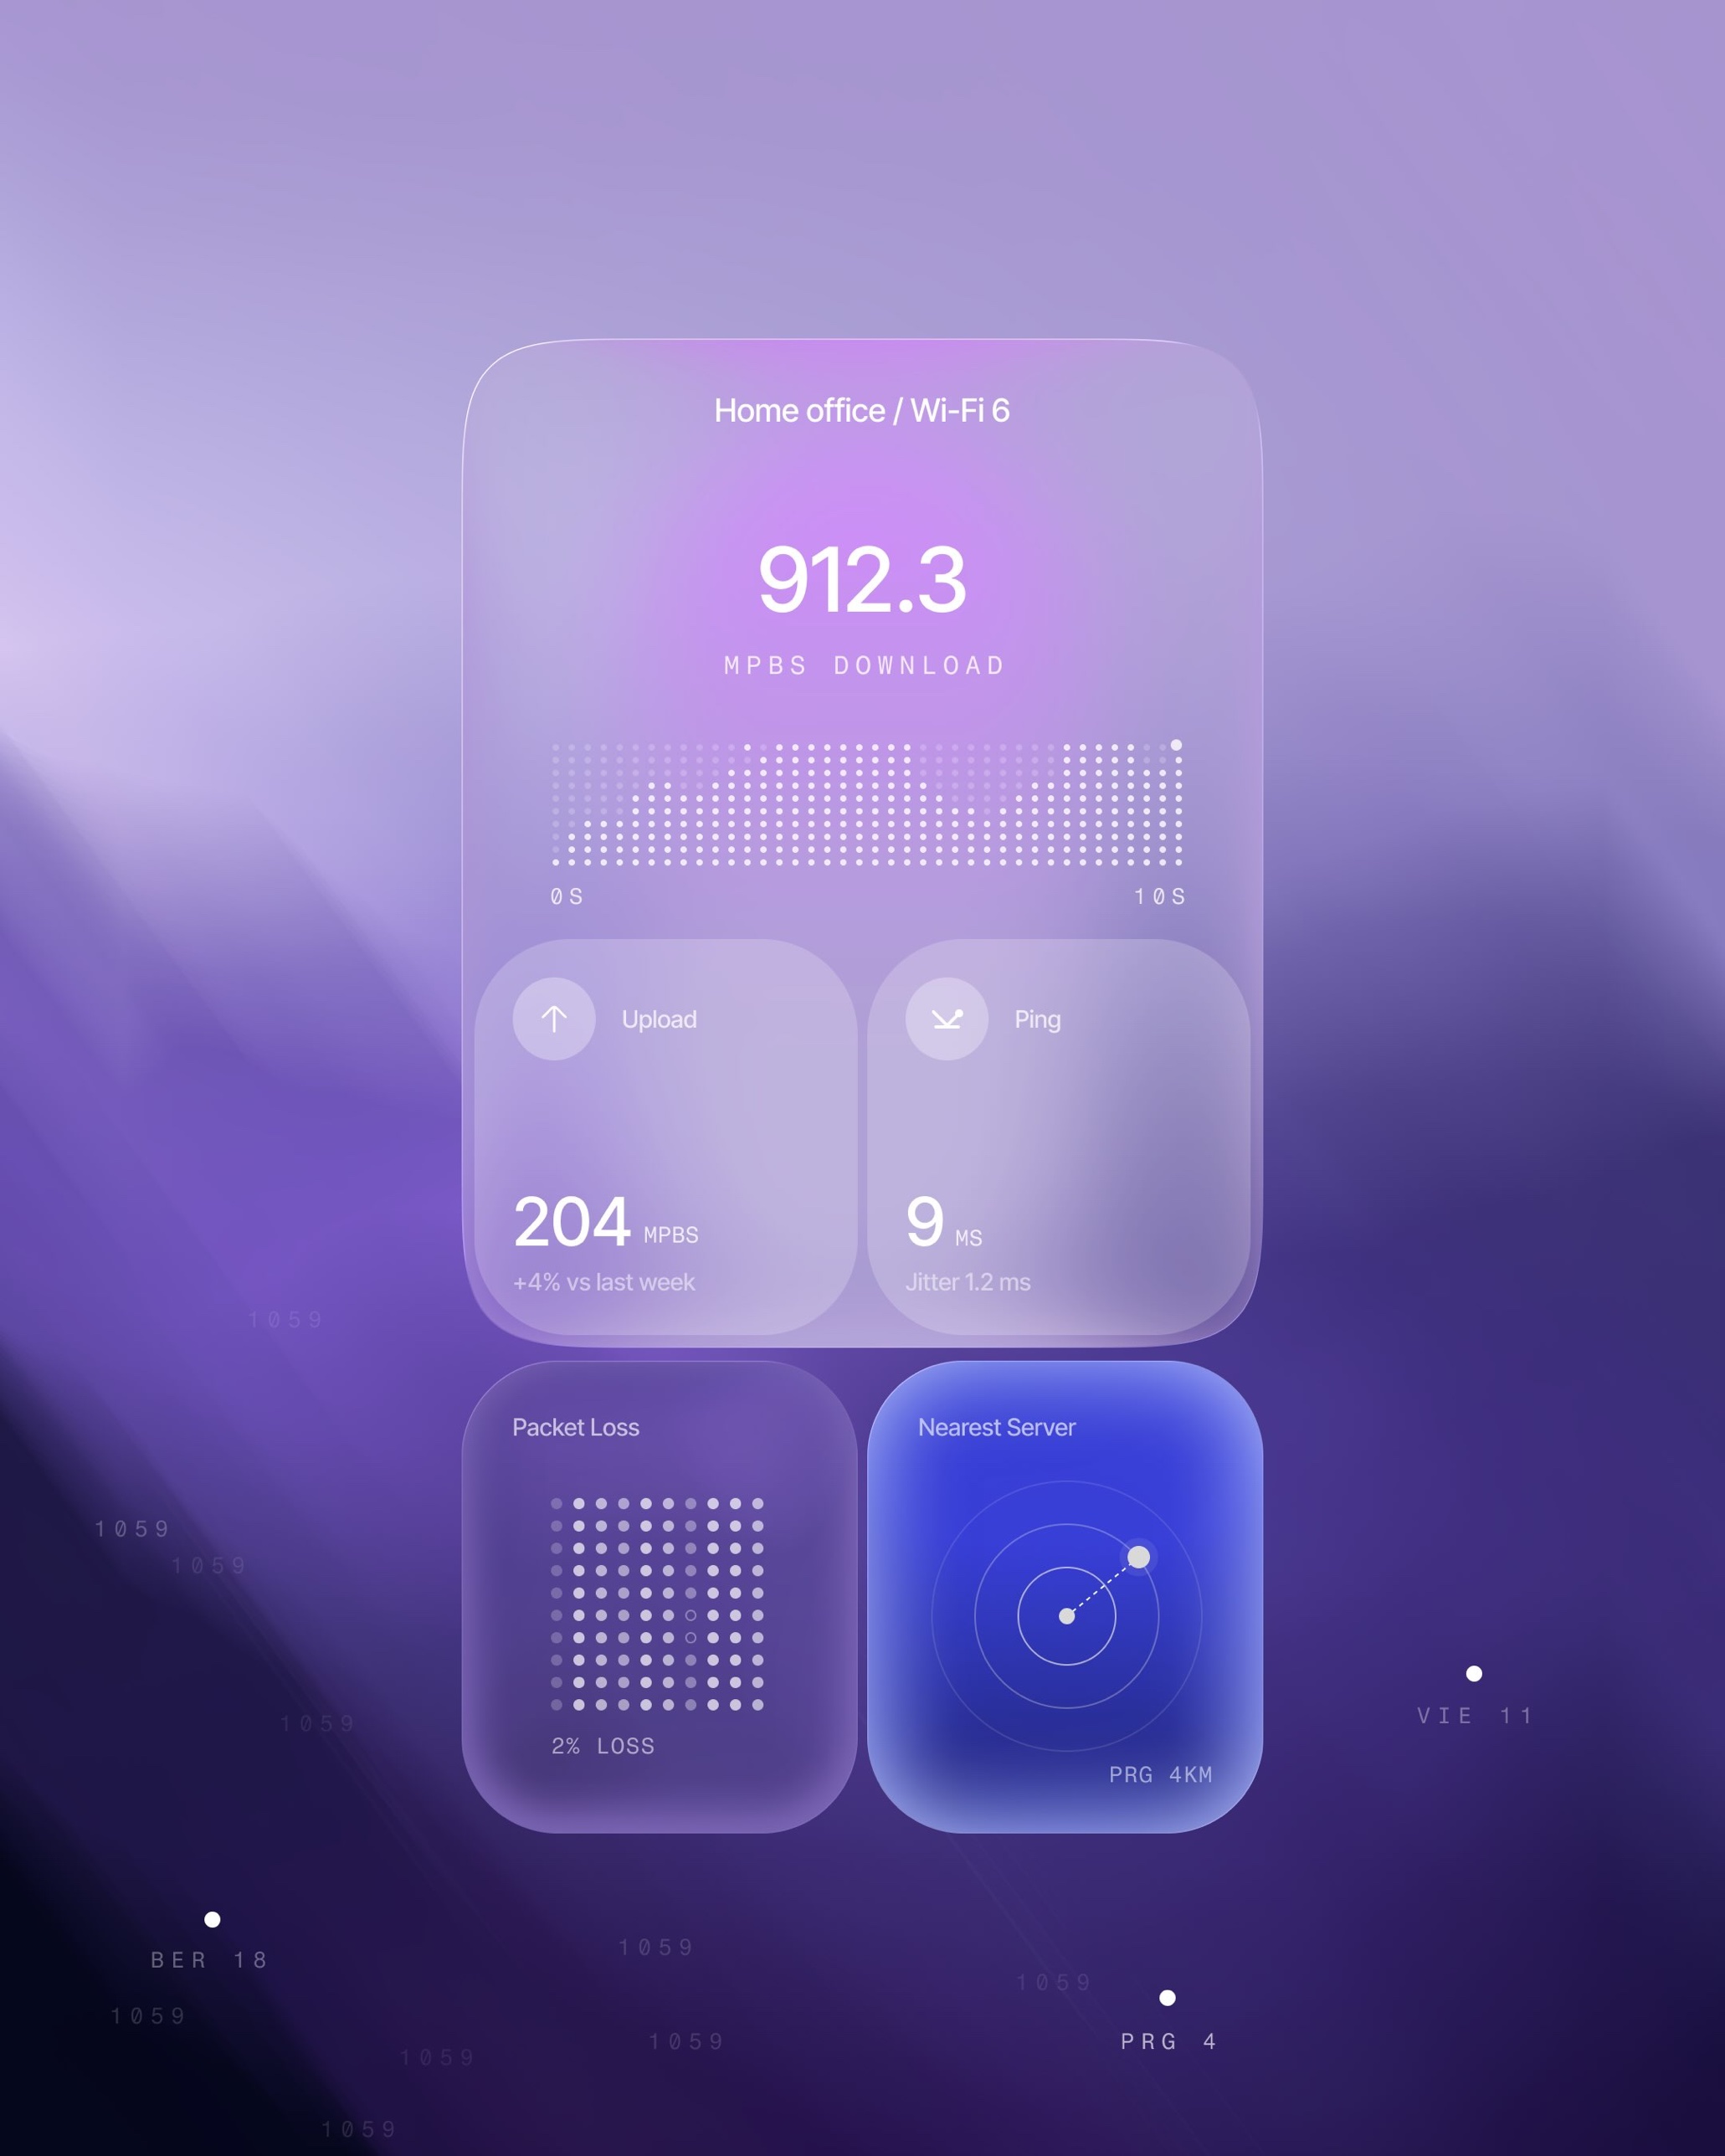 Home office / Wi-Fi 6
912.3
MPBS DOWNLOAD
0S
10S
Upload
204 MPBS
+4% vs last week
Ping
9 MS
Jitter 1.2 ms
Packet Loss
2% LOSS
Nearest Server
PRG 4KM
1059
1059
1059
1059
VIE 11
BER 18
1059
1059
1059
PRG 4
1059
1059
1059